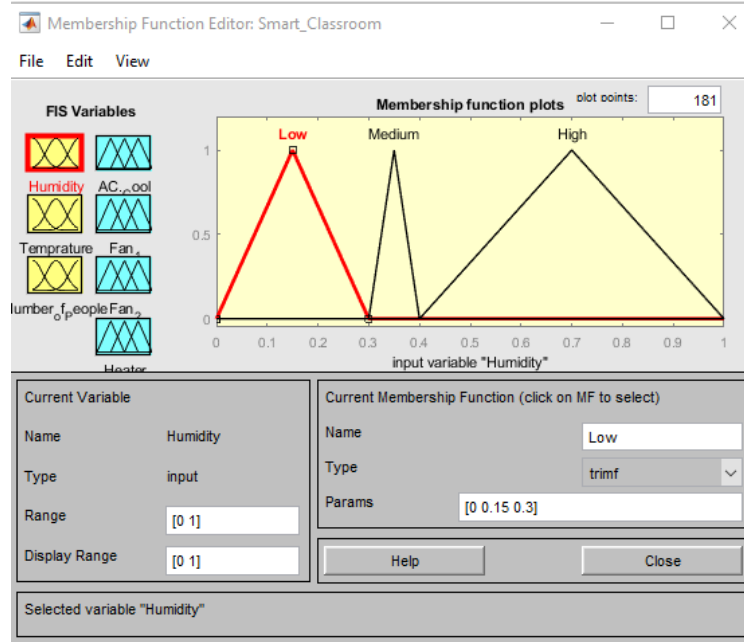 Membership Function Editor: Smart_Classroom
File Edit View
FIS Variables
Membership function plots
plot points: 181
Low Medium High
1
0.5
0
0 0.1 0.2 0.3 0.4 0.5 0.6 0.7 0.8 0.9 1
input variable "Humidity"
Humidity
Temprature Fan
Current Variable
Name Humidity
Type input
Range [0 1]
Display Range [0 1]
Current Membership Function (click on MF to select)
Name Low
Type trimf
Params [0 0.15 0.3]
Help Close
Selected variable "Humidity"